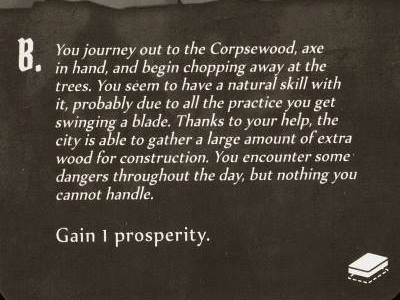 B. You journey out to the Corpsewood, axe
in hand, and begin chopping away at the
trees. You seem to have a natural skill with
it, probably due to all the practice you get
swinging a blade. Thanks to your help, the
city is able to gather a large amount of extra
wood for construction. You encounter some
dangers throughout the day, but nothing you
cannot handle.
Gain 1 prosperity.